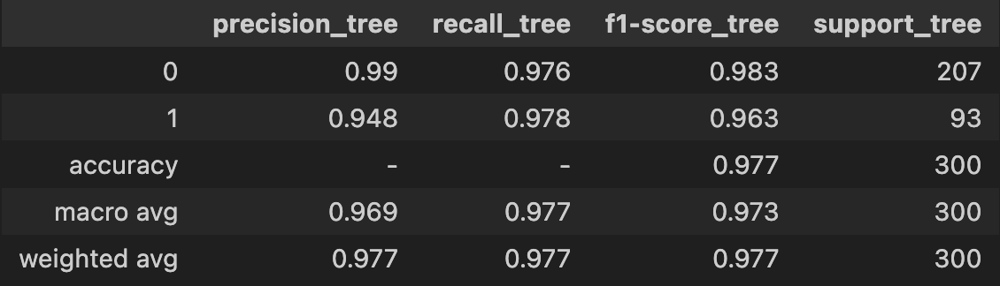 precision_tree recall_tree f1-score_tree support_tree
0 0.99 0.976 0.983 207
1 0.948 0.978 0.963 93
accuracy - - 0.977 300
macro avg 0.969 0.977 0.973 300
weighted avg 0.977 0.977 0.977 300